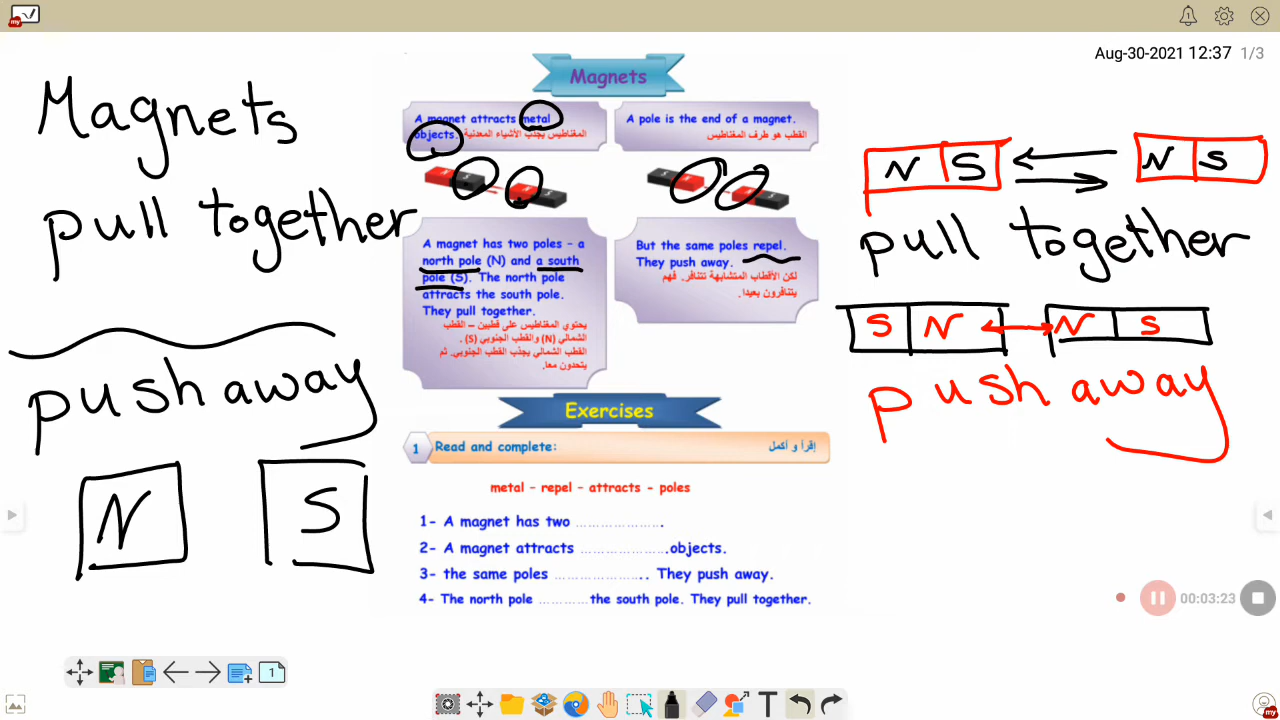 my
Aug-30-2021 12:37 1/3
Magnets
pull together
push away
N S
Magnets
A magnet attracts metal
objects. المغناطيس يجذب الأشياء المعدنية
A pole is the end of a magnet.
القطب هو طرف المغناطيس
A magnet has two poles - a
north pole (N) and a south
pole (S). The north pole
attracts the south pole.
They pull together.
يحتوي المغناطيس على قطبين – القطب
الشمالي (N) والقطب الجنوبي (S) .
القطب الشمالي يجذب القطب الجنوبي. ثم
يتحدون معا.
But the same poles repel.
They push away.
لكن الأقطاب المتشابهة تتنافر. فهم
يتنافرون بعيدا.
N S N S
pull together
S N N S
push away
Exercises
1 Read and complete: إقرأ و أكمل
metal - repel - attracts - poles
1- A magnet has two ………………….
2- A magnet attracts ………………….objects.
3- the same poles ………………….. They push away.
4- The north pole …………the south pole. They pull together.
00:03:23
1
T
my